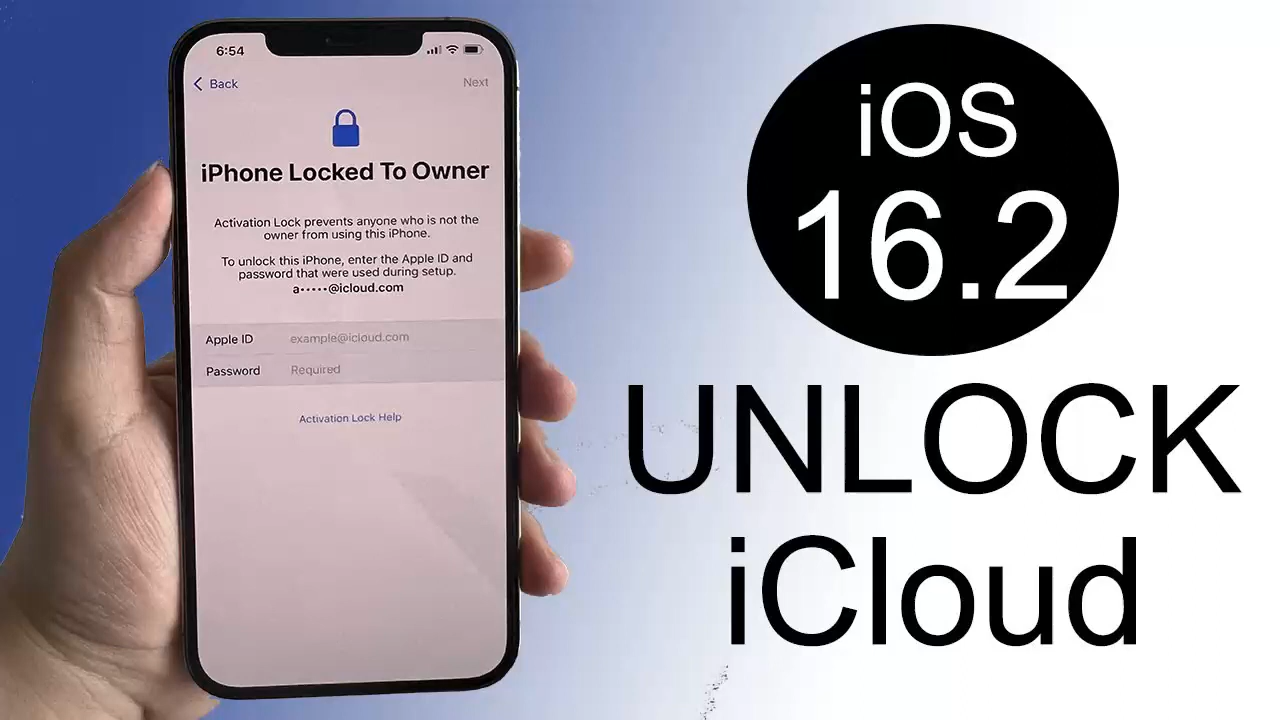 6:54
Back
Next
iPhone Locked To Owner
Activation Lock prevents anyone who is not the
owner from using this iPhone.
To unlock this iPhone, enter the Apple ID and
password that were used during setup.
a•••••@icloud.com
Apple ID example@icloud.com
Password Required
Activation Lock Help
iOS
16.2
UNLOCK
iCloud